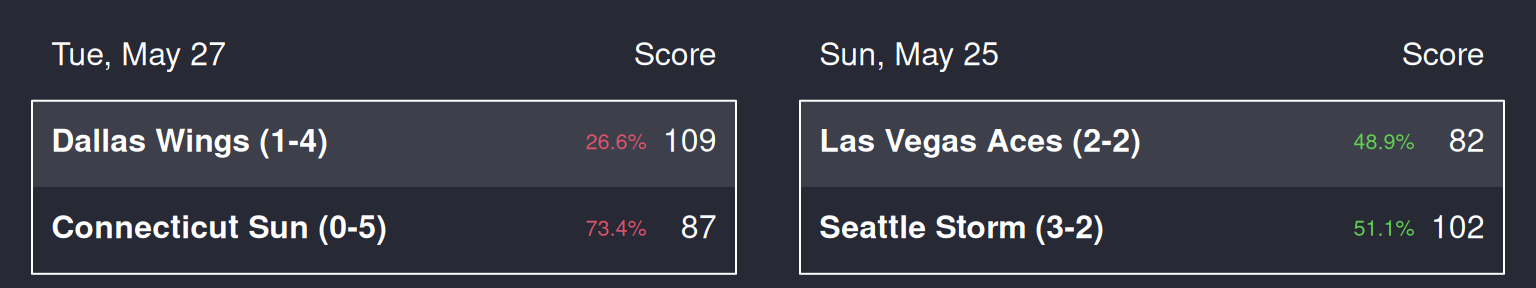 Tue, May 27 Score
Dallas Wings (1-4) 26.6% 109
Connecticut Sun (0-5) 73.4% 87
Sun, May 25 Score
Las Vegas Aces (2-2) 48.9% 82
Seattle Storm (3-2) 51.1% 102